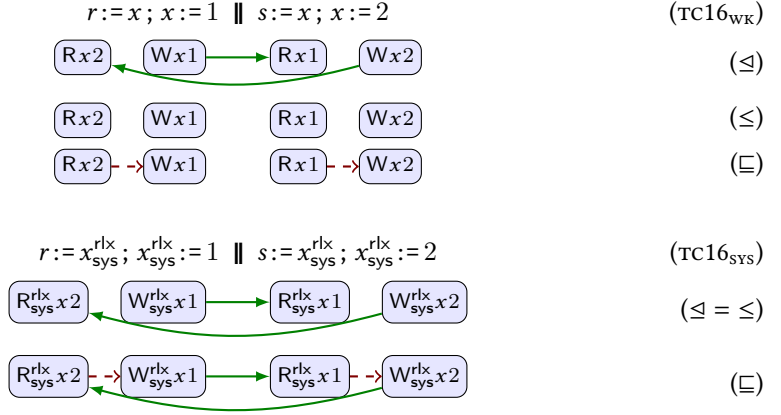 r := x ; x := 1 ⫴ s := x ; x := 2 (TC16WK)
Rx2 Wx1 Rx1 Wx2 (⊴)
Rx2 Wx1 Rx1 Wx2 (≤)
Rx2 Wx1 Rx1 Wx2 (⊑)
r := x^rlx_sys ; x^rlx_sys := 1 ⫴ s := x^rlx_sys ; x^rlx_sys := 2 (TC16SYS)
R^rlx_sys x2 W^rlx_sys x1 R^rlx_sys x1 W^rlx_sys x2 (⊴ = ≤)
R^rlx_sys x2 W^rlx_sys x1 R^rlx_sys x1 W^rlx_sys x2 (⊑)